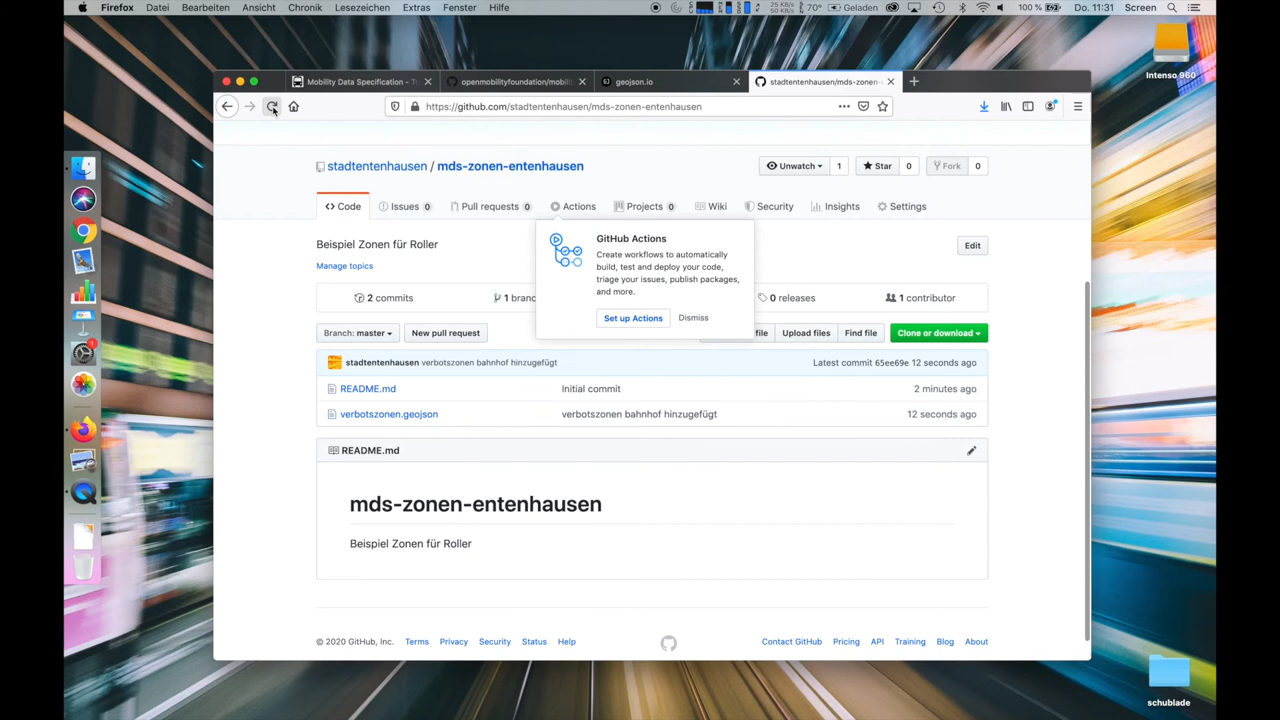 Firefox Datei Bearbeiten Ansicht Chronik Lesezeichen Extras Fenster Hilfe 25 KB/s 50 KB/s 70° Geladen 100 % Do. 11:31 Screen
Mobility Data Specification - openmobilityfoundation/mobili geojson.io stadtentenhausen/mds-zonen-
https://github.com/stadtentenhausen/mds-zonen-entenhausen
Intenso 960
stadtentenhausen / mds-zonen-entenhausen
Unwatch 1 Star 0 Fork 0
Code Issues 0 Pull requests 0 Actions Projects 0 Wiki Security Insights Settings
Beispiel Zonen für Roller
Edit
Manage topics
GitHub Actions
Create workflows to automatically
build, test and deploy your code,
triage your issues, publish packages,
and more.
Set up Actions Dismiss
2 commits 1 branc 0 releases 1 contributor
Branch: master New pull request file Upload files Find file Clone or download
stadtentenhausen verbotszonen bahnhof hinzugefügt Latest commit 65ee69e 12 seconds ago
README.md Initial commit 2 minutes ago
verbotszonen.geojson verbotszonen bahnhof hinzugefügt 12 seconds ago
README.md
mds-zonen-entenhausen
Beispiel Zonen für Roller
© 2020 GitHub, Inc. Terms Privacy Security Status Help Contact GitHub Pricing API Training Blog About
schublade